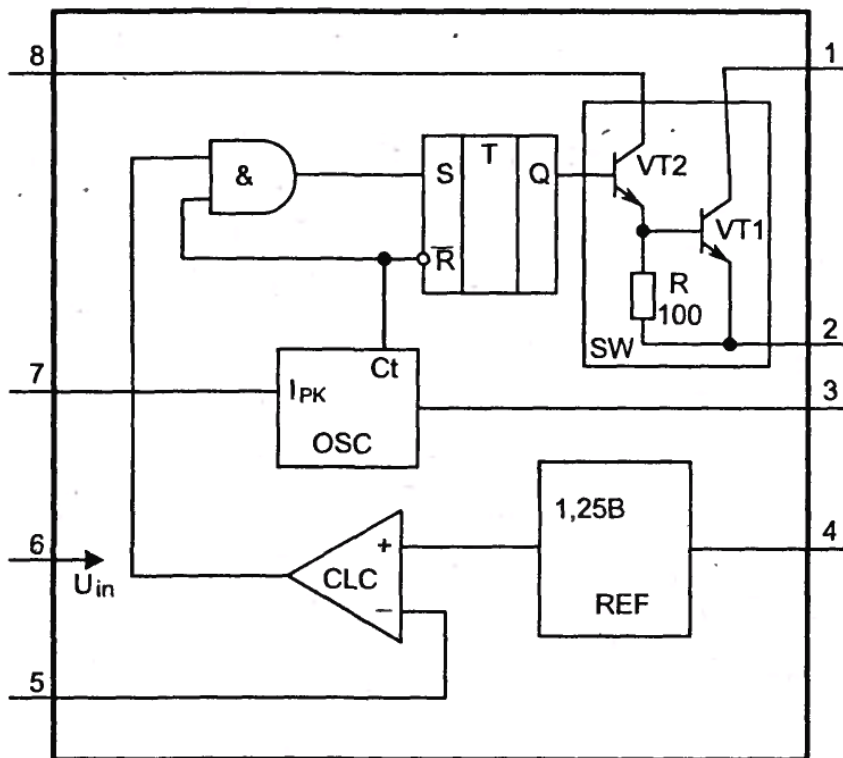 8
1
&
S
T
Q
VT2
R̅
VT1
R
100
SW
2
7
Ct
I_PK
OSC
3
1,25В
4
6
U_in
+
CLC
−
REF
5